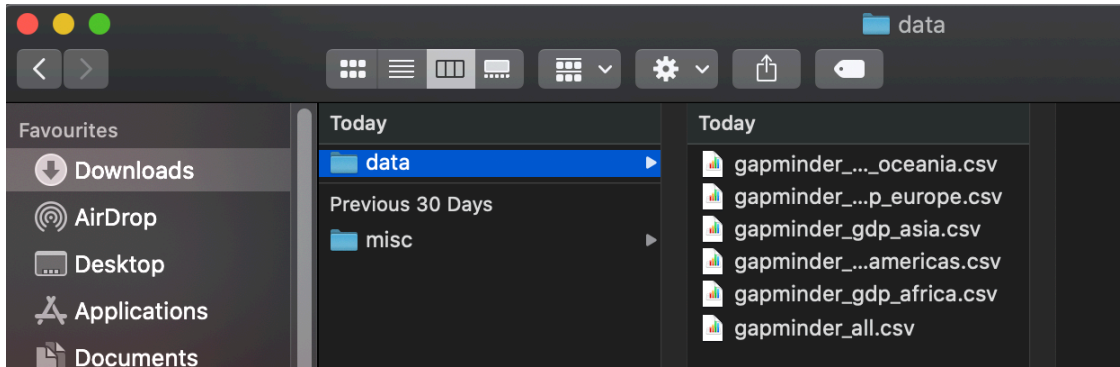 data
Favourites
Downloads
AirDrop
Desktop
Applications
Documents
Today
data
Previous 30 Days
misc
Today
gapminder_..._oceania.csv
gapminder_...p_europe.csv
gapminder_gdp_asia.csv
gapminder_...americas.csv
gapminder_gdp_africa.csv
gapminder_all.csv